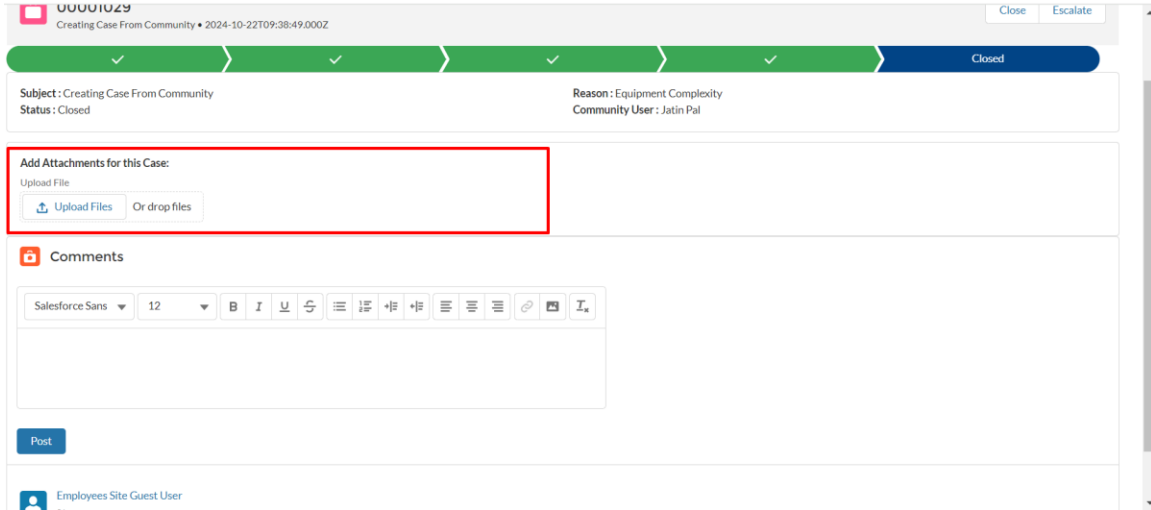 00001029
Creating Case From Community • 2024-10-22T09:38:49.000Z
Close Escalate
Closed
Subject : Creating Case From Community
Reason : Equipment Complexity
Status : Closed
Community User : Jatin Pal
Add Attachments for this Case:
Upload File
Upload Files Or drop files
Comments
Salesforce Sans 12 B I U S
Post
Employees Site Guest User